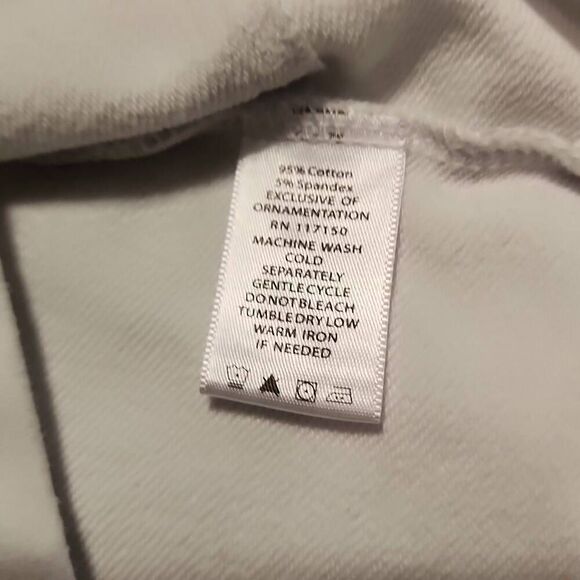 95% Cotton
5% Spandex
EXCLUSIVE OF
ORNAMENTATION
RN 117150
MACHINE WASH
COLD
SEPARATELY
GENTLE CYCLE
DO NOT BLEACH
TUMBLE DRY LOW
WARM IRON
IF NEEDED